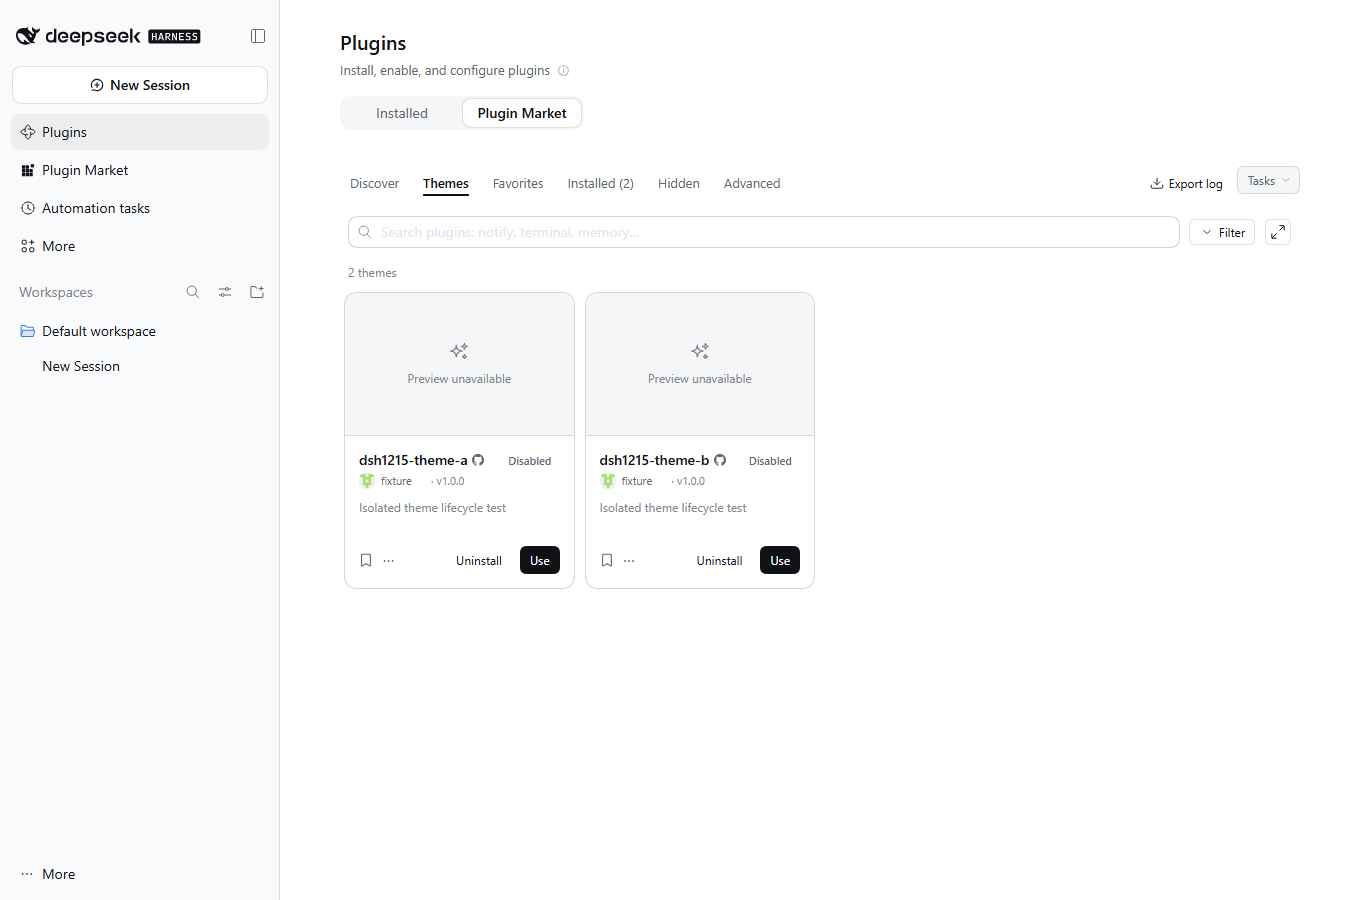 deepseek HARNESS
New Session
Plugins
Plugin Market
Automation tasks
More
Workspaces
Default workspace
New Session
More
Plugins
Install, enable, and configure plugins
Installed
Plugin Market
Discover
Themes
Favorites
Installed (2)
Hidden
Advanced
Export log
Tasks
Search plugins: notify, terminal, memory...
Filter
2 themes
Preview unavailable
dsh1215-theme-a
Disabled
fixture · v1.0.0
Isolated theme lifecycle test
Uninstall
Use
Preview unavailable
dsh1215-theme-b
Disabled
fixture · v1.0.0
Isolated theme lifecycle test
Uninstall
Use